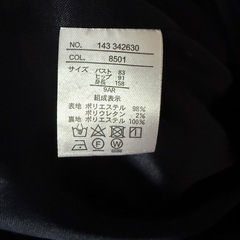 NO. 143 342630
COL. 8501
サイズ バスト 83
ヒップ 91
身長 158
9AR
組成表示
表地 ポリエステル 98%
ポリウレタン 2%
裏地 ポリエステル 100%